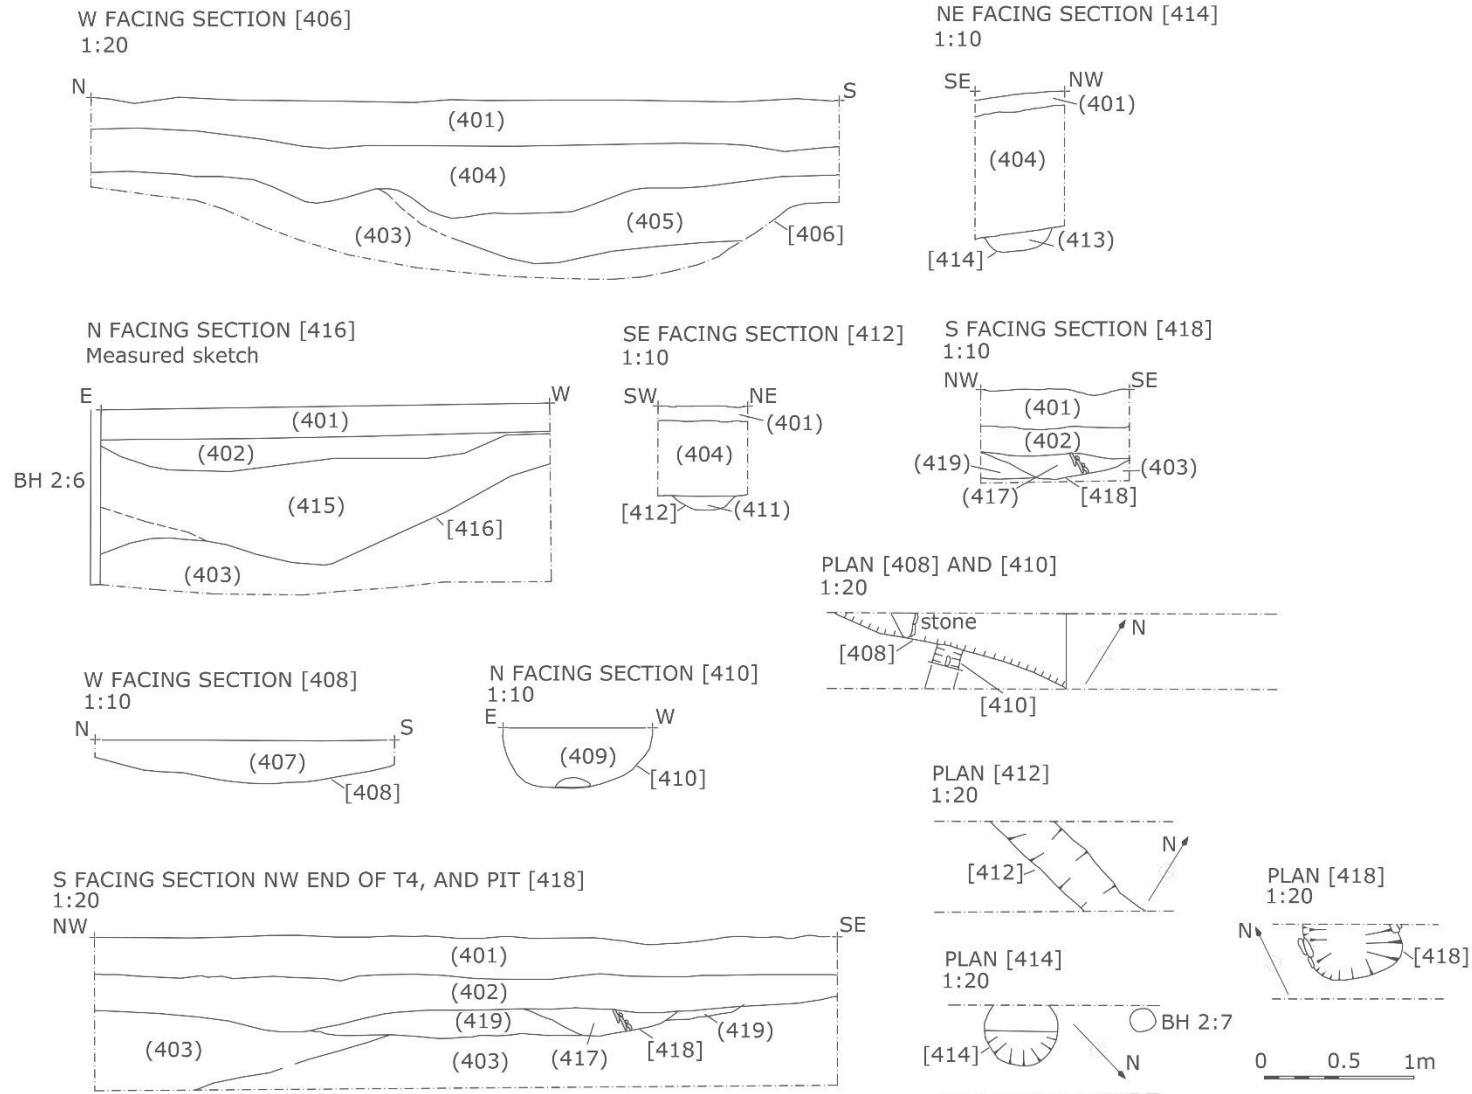 W FACING SECTION [406]
1:20
N
S
(401)
(404)
(403)
(405)
[406]
NE FACING SECTION [414]
1:10
SE
NW
(401)
(404)
(413)
[414]
N FACING SECTION [416]
Measured sketch
E
W
(401)
(402)
BH 2:6
(415)
[416]
(403)
SE FACING SECTION [412]
1:10
SW
NE
(401)
(404)
[412]
(411)
S FACING SECTION [418]
1:10
NW
SE
(401)
(402)
(419)
(403)
(417)
[418]
PLAN [408] AND [410]
1:20
stone
N
[408]
[410]
W FACING SECTION [408]
1:10
N
S
(407)
[408]
N FACING SECTION [410]
1:10
E
W
(409)
[410]
PLAN [412]
1:20
N
[412]
PLAN [418]
1:20
N
[418]
S FACING SECTION NW END OF T4, AND PIT [418]
1:20
NW
SE
(401)
(402)
(419)
(419)
(403)
(403)
(417)
[418]
PLAN [414]
1:20
BH 2:7
[414]
N
0 0.5 1m